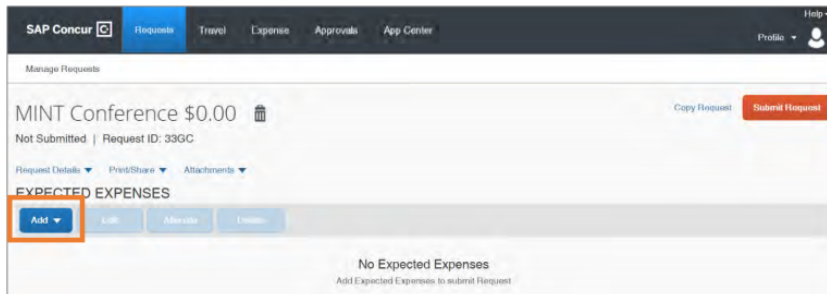 Help
SAP Concur C Requests Travel Expense Approvals App Center Profile
Manage Requests
MINT Conference $0.00 Copy Request Submit Request
Not Submitted | Request ID: 33GC
Request Details Print/Share Attachments
EXPECTED EXPENSES
Add Edit Allocate Delete
No Expected Expenses
Add Expected Expenses to submit Request